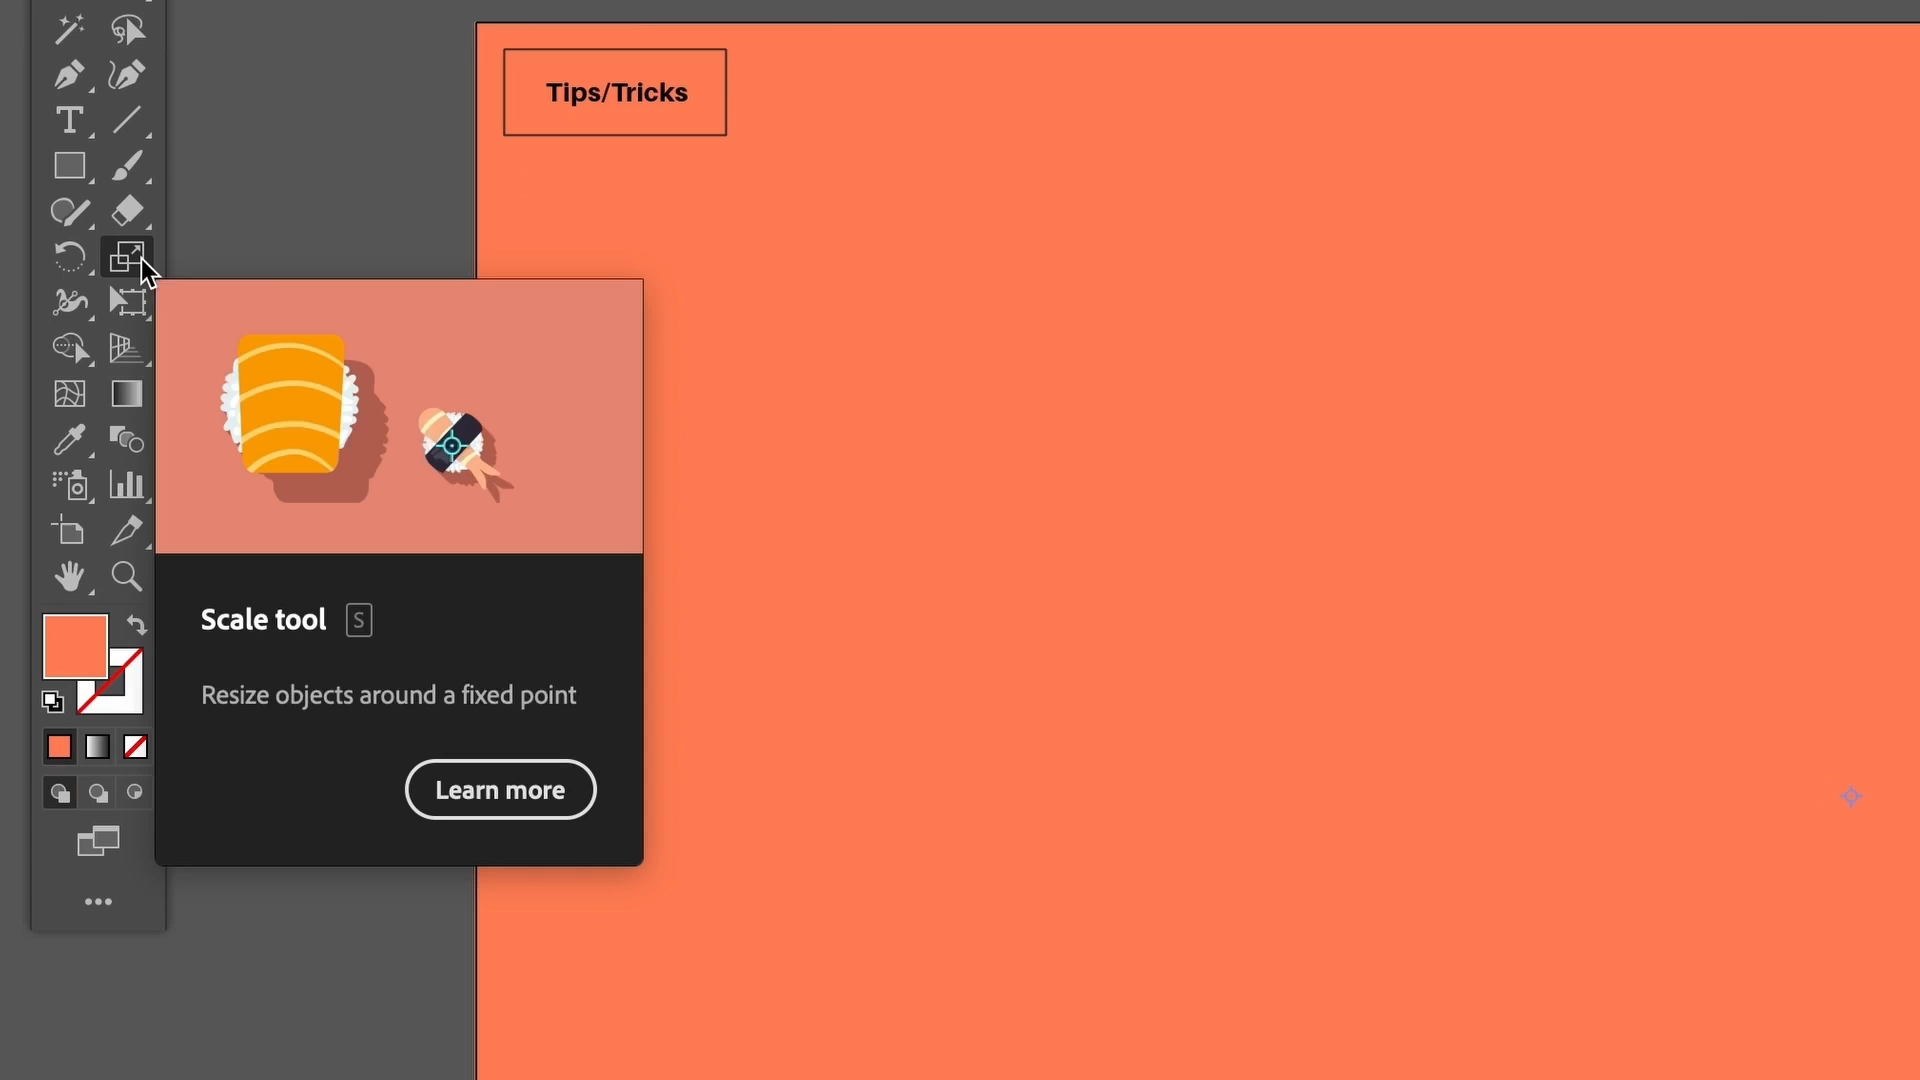 Tips/Tricks
Scale tool S
Resize objects around a fixed point
Learn more